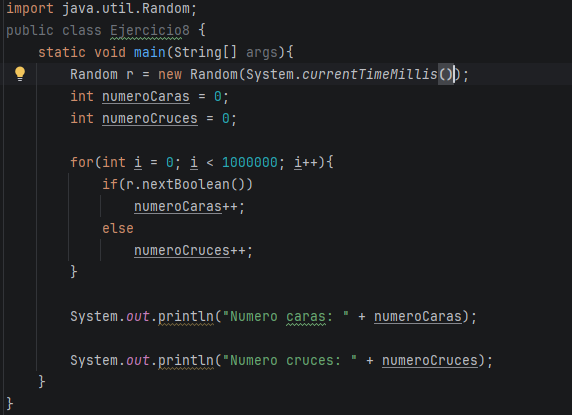 import java.util.Random;
public class Ejercicio8 {
    static void main(String[] args){
        Random r = new Random(System.currentTimeMillis());
        int numeroCaras = 0;
        int numeroCruces = 0;

        for(int i = 0; i < 1000000; i++){
            if(r.nextBoolean())
                numeroCaras++;
            else
                numeroCruces++;
        }

        System.out.println("Numero caras: " + numeroCaras);

        System.out.println("Numero cruces: " + numeroCruces);
    }
}